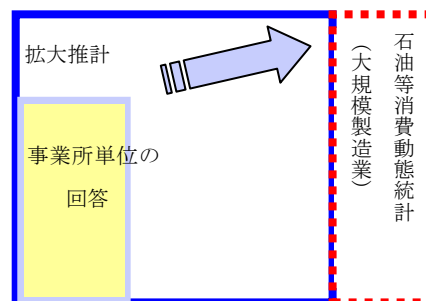 拡大推計
事業所単位の
回答
石油等消費動態統計
（大規模製造業）